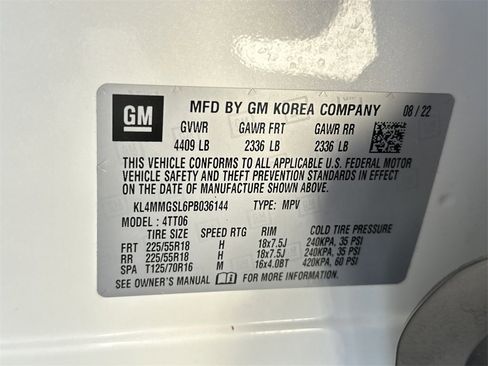 GM
MFD BY GM KOREA COMPANY 08/22
GVWR GAWR FRT GAWR RR
4409 LB 2336 LB 2336 LB
THIS VEHICLE CONFORMS TO ALL APPLICABLE U.S. FEDERAL MOTOR
VEHICLE SAFETY AND THEFT PREVENTION STANDARDS IN EFFECT
ON THE DATE OF MANUFACTURE SHOWN ABOVE.
KL4MMGSL6PB036144 TYPE: MPV
MODEL: 4TT06
TIRE SIZE SPEED RTG RIM COLD TIRE PRESSURE
FRT 225/55R18 H 18x7.5J 240KPA, 35 PSI
RR 225/55R18 H 18x7.5J 240KPA, 35 PSI
SPA T125/70R16 M 16x4.0BT 420KPA, 60 PSI
SEE OWNER'S MANUAL FOR MORE INFORMATION